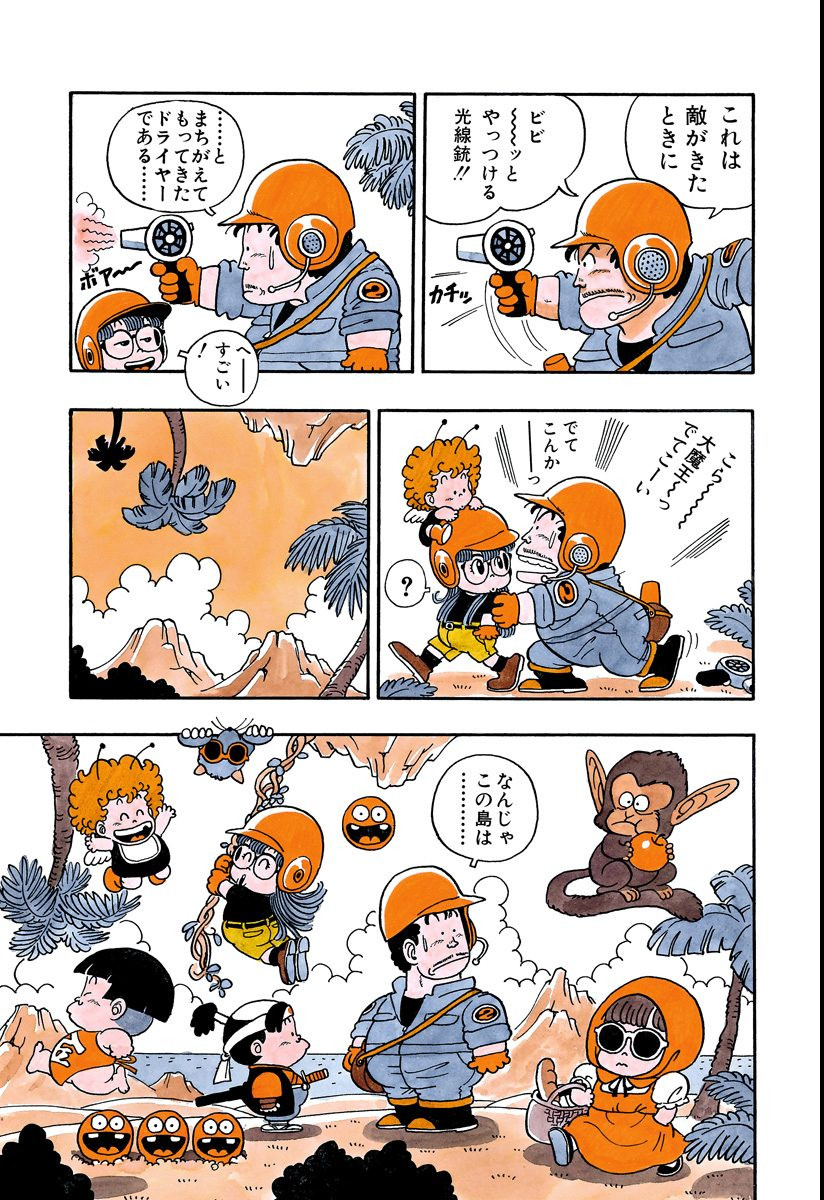 これは
敵がきた
ときに
ビビ
〜〜〜ッと
やっつける
光線銃!!
カチッ
………と
まちがえて
もってきた
ドライヤー
である………
ボアー〜
へ——
すごい
!
こら〜〜〜
大魔王〜〜っ
でてこーい
でて
こんか
——っ
?
なんじゃ
この島は
…………